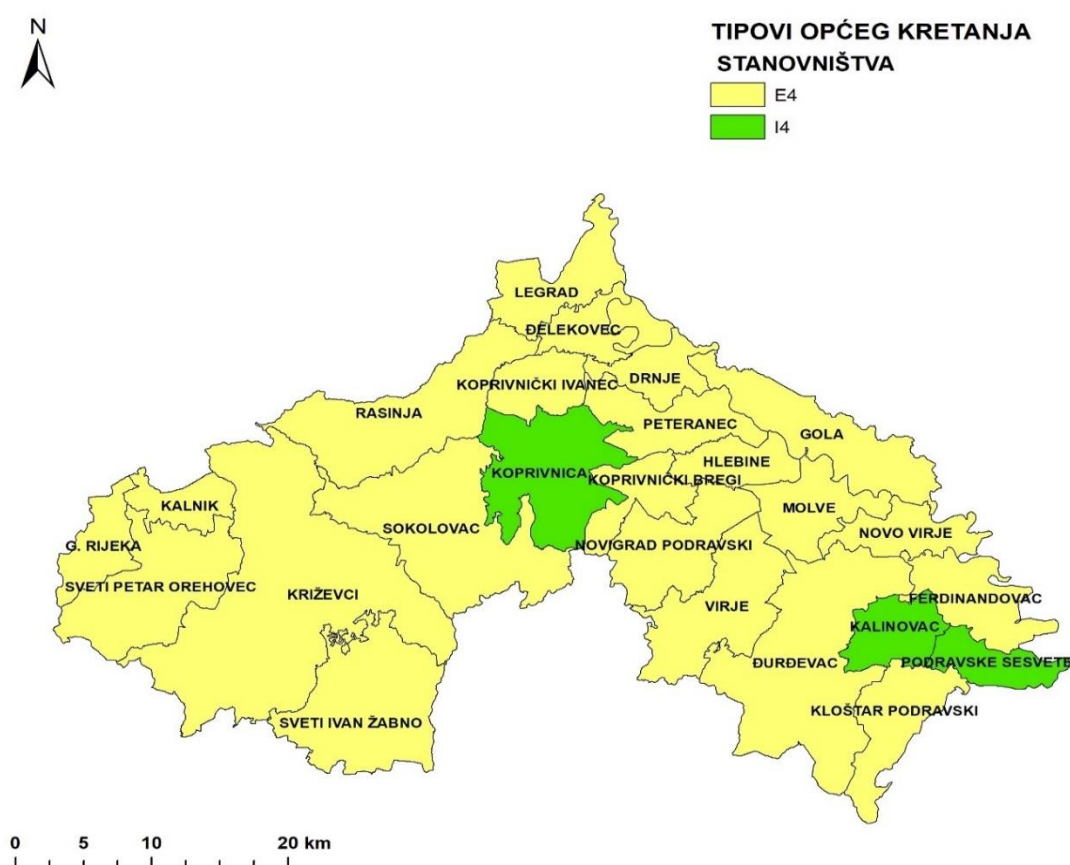 N
TIPOVI OPĆEG KRETANJA
STANOVNIŠTVA
E4
I4
LEGRAD
ĐELEKOVEC
DRNJE
KOPRIVNIČKI IVANEC
RASINJA
PETERANEC
GOLA
HLEBINE
KOPRIVNICA
KOPRIVNIČKI BREGI
KALNIK
MOLVE
SOKOLOVAC
NOVO VIRJE
G. RIJEKA
NOVIGRAD PODRAVSKI
SVETI PETAR OREHOVEC
KRIŽEVCI
FERDINANDOVAC
VIRJE
KALINOVAC
ĐURĐEVAC
PODRAVSKE SESVETE
KLOŠTAR PODRAVSKI
SVETI IVAN ŽABNO
0 5 10 20 km